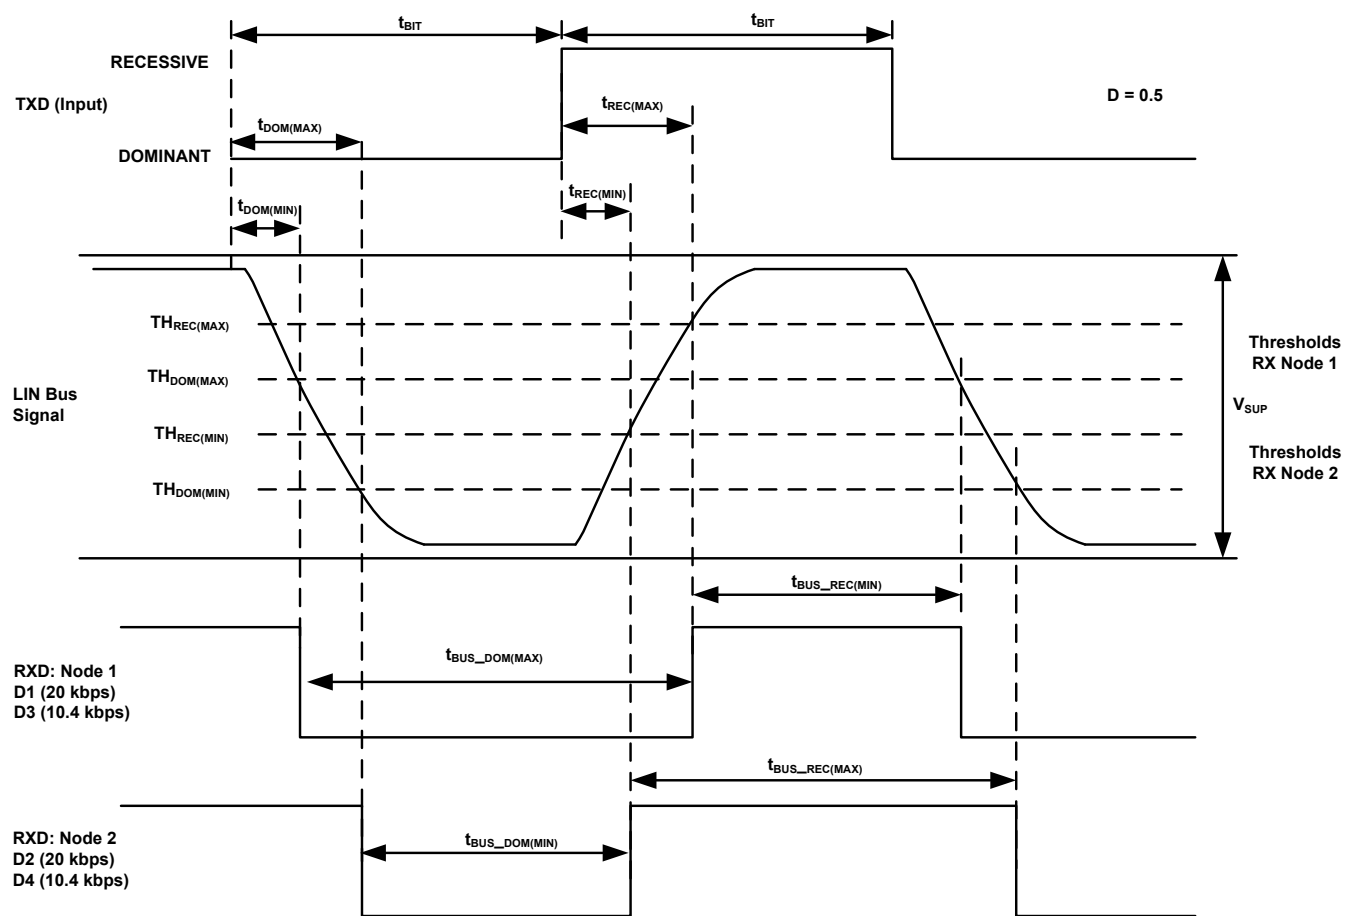 tBIT
tBIT
RECESSIVE
TXD (Input)
D = 0.5
tREC(MAX)
tDOM(MAX)
DOMINANT
tREC(MIN)
tDOM(MIN)
THREC(MAX)
Thresholds
RX Node 1
THDOM(MAX)
LIN Bus
Signal
VSUP
THREC(MIN)
Thresholds
RX Node 2
THDOM(MIN)
tBUS_REC(MIN)
tBUS_DOM(MAX)
RXD: Node 1
D1 (20 kbps)
D3 (10.4 kbps)
tBUS_REC(MAX)
tBUS_DOM(MIN)
RXD: Node 2
D2 (20 kbps)
D4 (10.4 kbps)